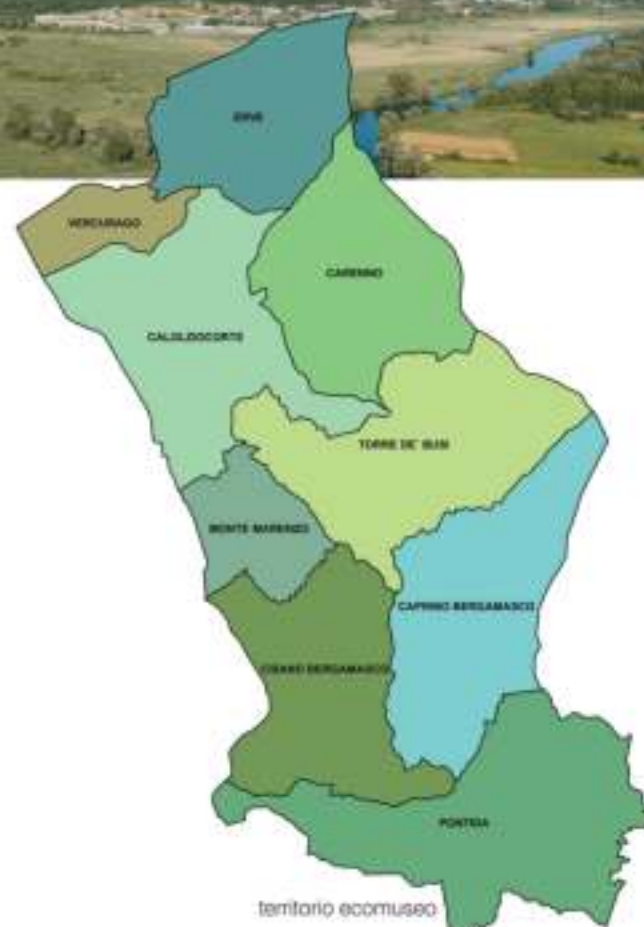 ERVE
VERCURAGO
CARENNO
CALOLZIOCORTE
TORRE DE' BUSI
MONTE MARENZO
CAPRINO BERGAMASCO
CISANO BERGAMASCO
PONTIDA
territorio ecomuseo